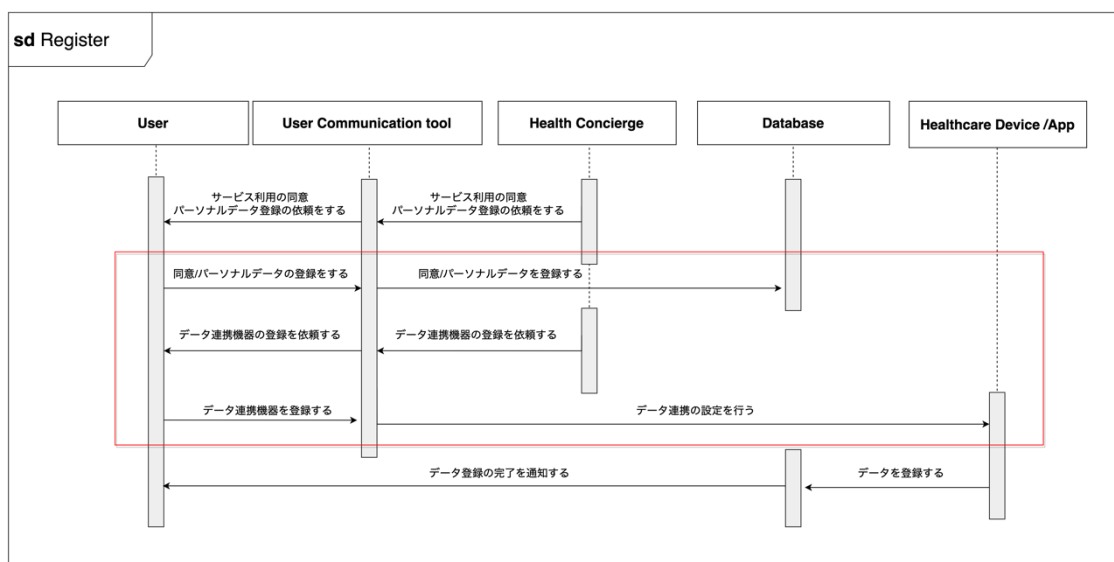 sd Register
User
User Communication tool
Health Concierge
Database
Healthcare Device /App
サービス利用の同意
パーソナルデータ登録の依頼をする
サービス利用の同意
パーソナルデータ登録の依頼をする
同意/パーソナルデータの登録をする
同意/パーソナルデータを登録する
データ連携機器の登録を依頼する
データ連携機器の登録を依頼する
データ連携機器を登録する
データ連携の設定を行う
データ登録の完了を通知する
データを登録する